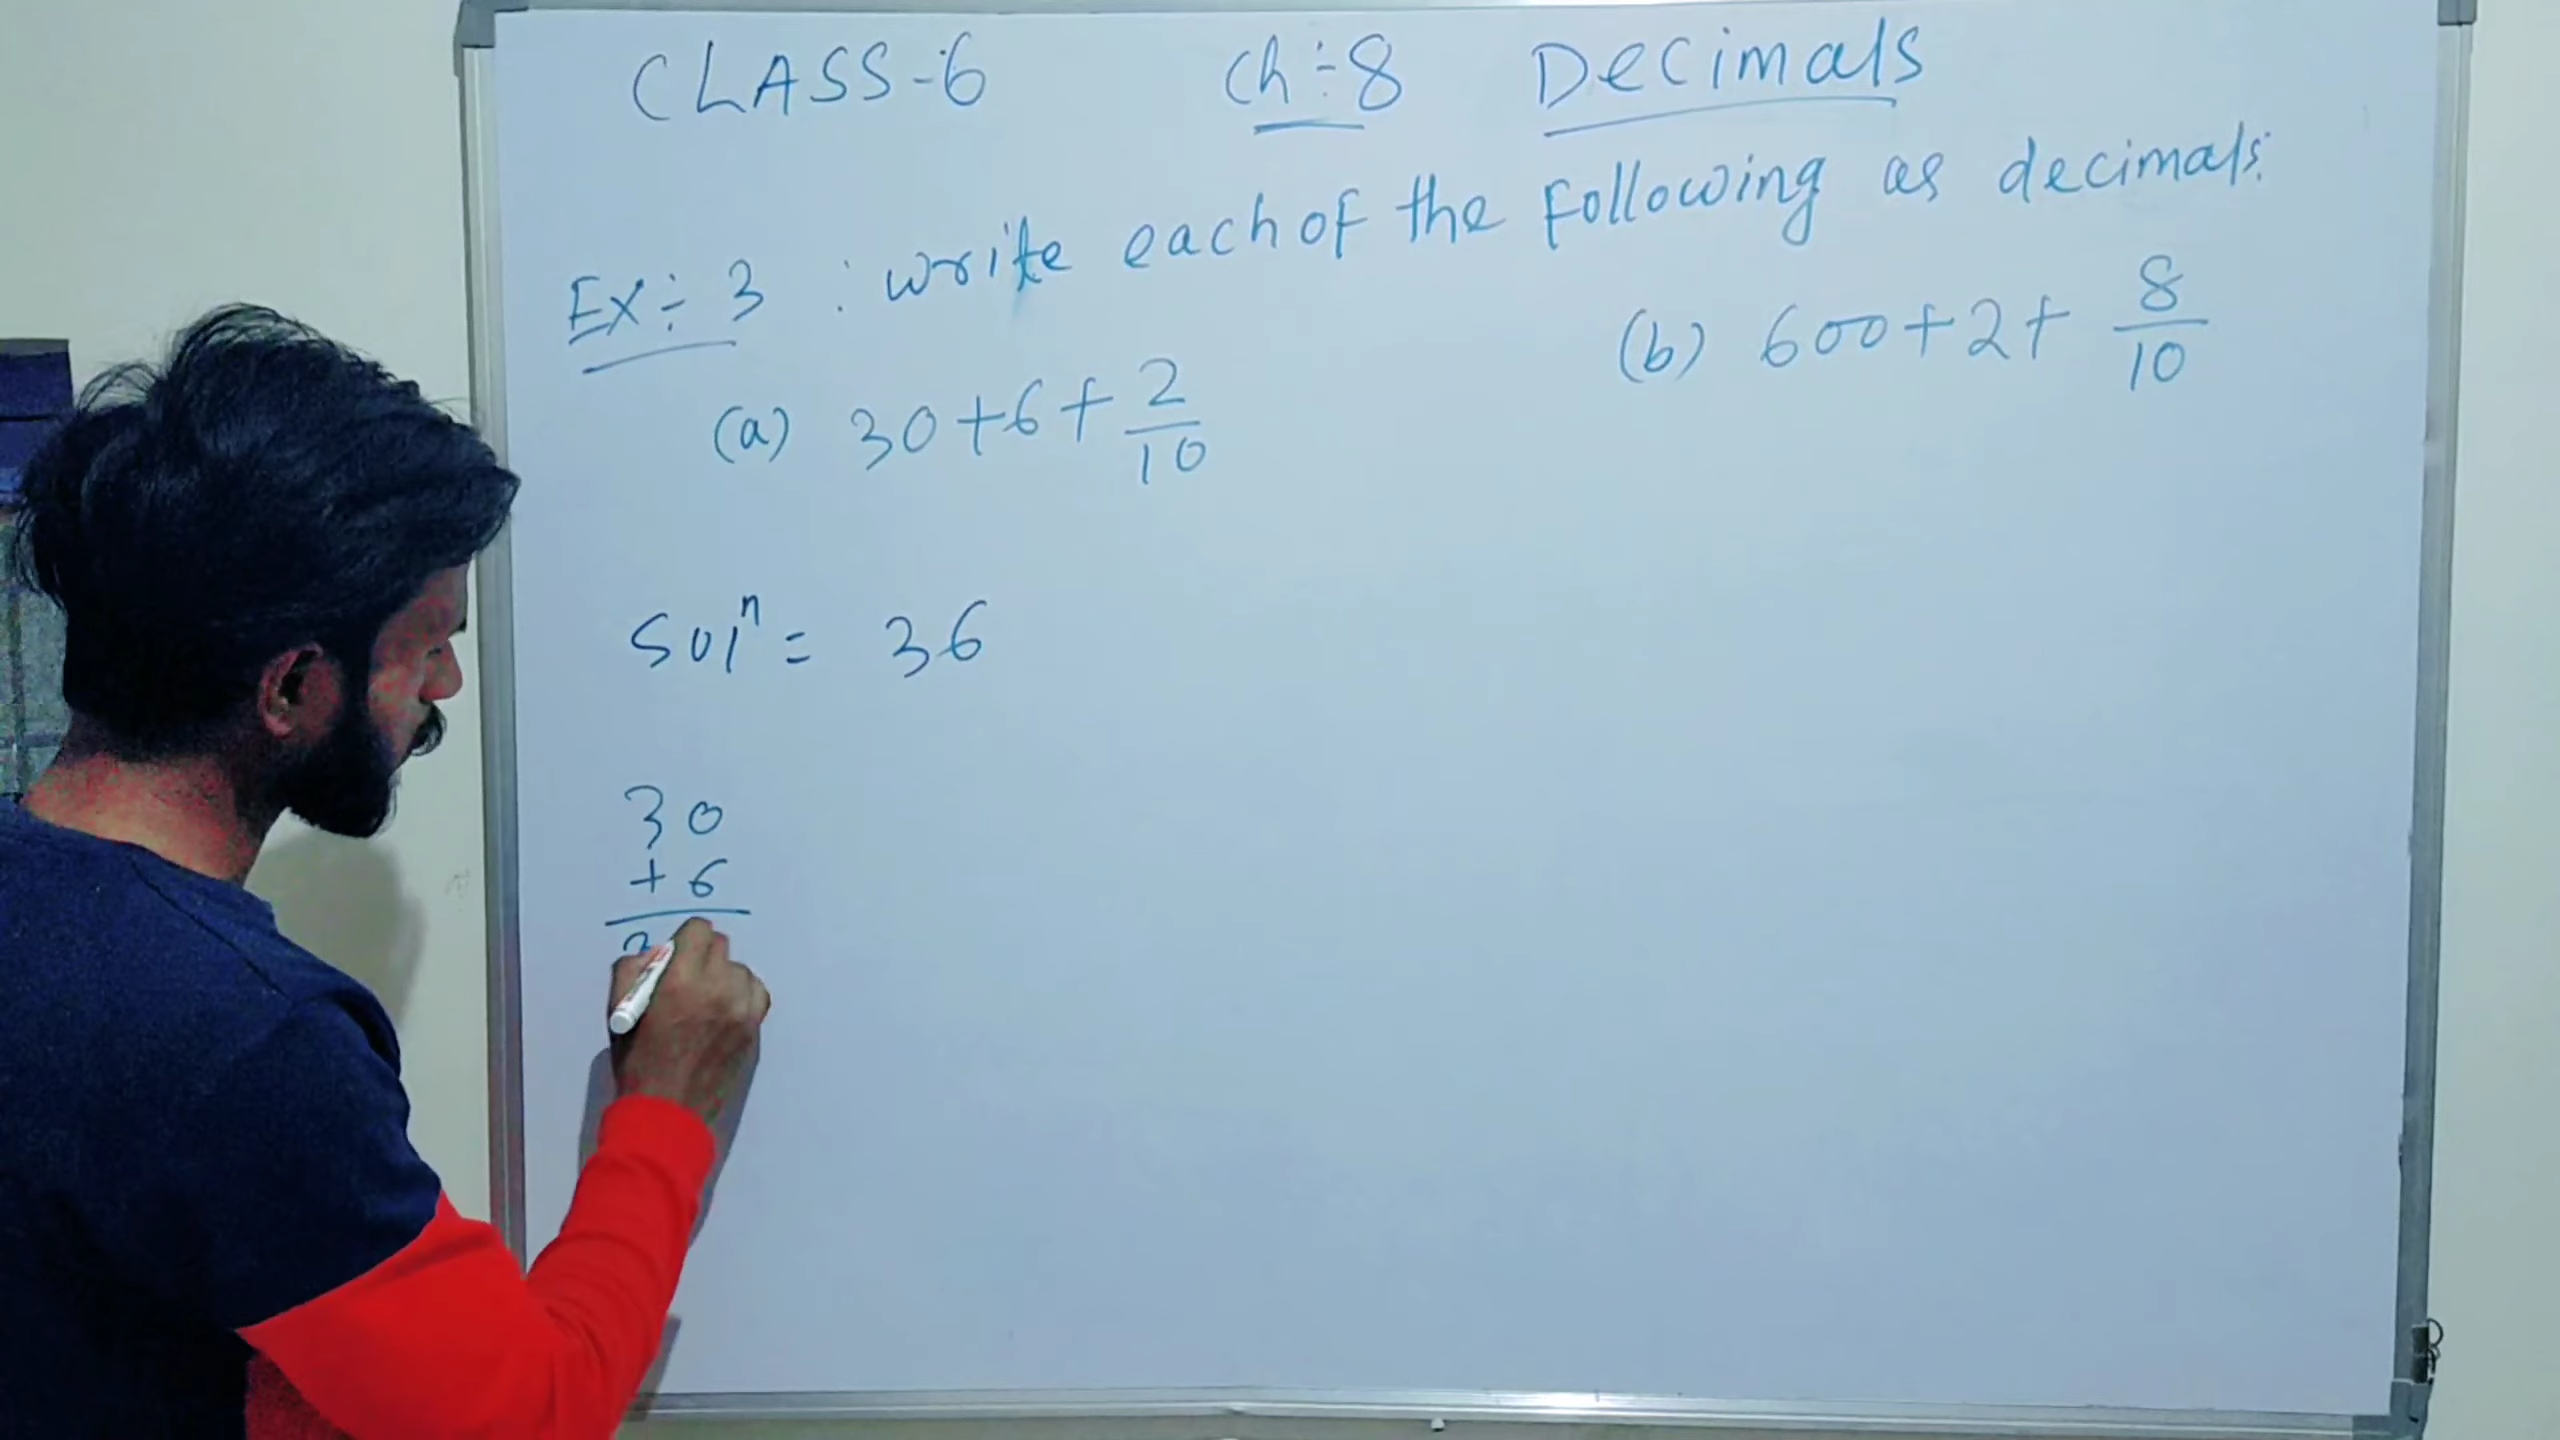 CLASS-6 Ch÷8 Decimals
Ex÷3 : write each of the following as decimals:
(a) 30+6+2/10 (b) 600+2+8/10
Solⁿ= 36
30
+6
3